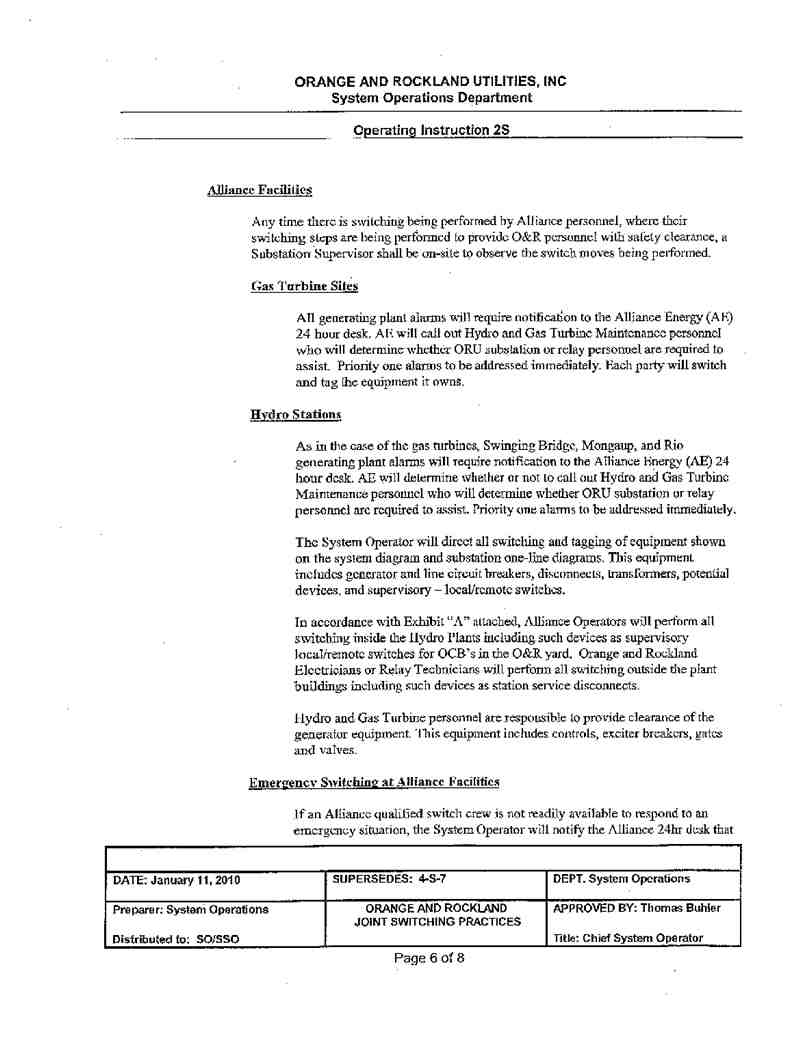 ORANGE AND ROCKLAND UTILITIES, INC
System Operations Department
Operating Instruction 2S
Alliance Facilities
Any time there is switching being performed by Alliance personnel, where their
switching steps are being performed to provide O&R personnel with safety clearance, a
Substation Supervisor shall be on-site to observe the switch moves being performed.
Gas Turbine Sites
All generating plant alarms will require notification to the Alliance Energy (AE)
24 hour desk. AE will call out Hydro and Gas Turbine Maintenance personnel
who will determine whether ORU substation or relay personnel are required to
assist. Priority one alarms to be addressed immediately. Each party will switch
and tag the equipment it owns.
Hydro Stations
As in the case of the gas turbines, Swinging Bridge, Mongaup, and Rio
generating plant alarms will require notification to the Alliance Energy (AE) 24
hour desk. AE will determine whether or not to call out Hydro and Gas Turbine
Maintenance personnel who will determine whether ORU substation or relay
personnel are required to assist. Priority one alarms to be addressed immediately.
The System Operator will direct all switching and tagging of equipment shown
on the system diagram and substation one-line diagrams. This equipment
includes generator and line circuit breakers, disconnects, transformers, potential
devices, and supervisory – local/remote switches.
In accordance with Exhibit "A" attached, Alliance Operators will perform all
switching inside the Hydro Plants including such devices as supervisory
local/remote switches for OCB's in the O&R yard. Orange and Rockland
Electricians or Relay Technicians will perform all switching outside the plant
buildings including such devices as station service disconnects.
Hydro and Gas Turbine personnel are responsible to provide clearance of the
generator equipment. This equipment includes controls, exciter breakers, gates
and valves.
Emergency Switching at Alliance Facilities
If an Alliance qualified switch crew is not readily available to respond to an
emergency situation, the System Operator will notify the Alliance 24hr desk that
DATE: January 11, 2010
SUPERSEDES: 4-S-7
DEPT. System Operations
Preparer: System Operations
Distributed to: SO/SSO
ORANGE AND ROCKLAND
JOINT SWITCHING PRACTICES
APPROVED BY: Thomas Buhler
Title: Chief System Operator
Page 6 of 8